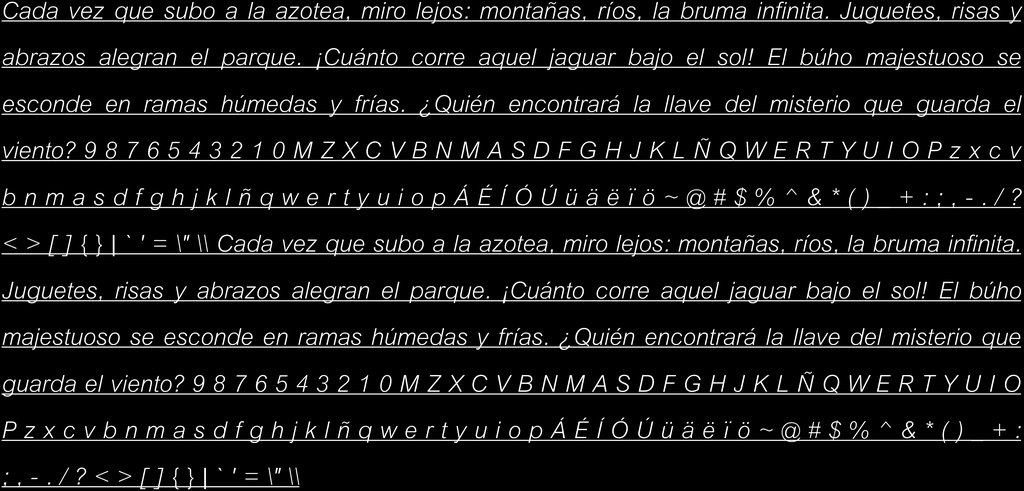 Cada vez que subo a la azotea, miro lejos: montañas, ríos, la bruma infinita. Juguetes, risas y
abrazos alegran el parque. ¡Cuánto corre aquel jaguar bajo el sol! El búho majestuoso se
esconde en ramas húmedas y frías. ¿Quién encontrará la llave del misterio que guarda el
viento? 9 8 7 6 5 4 3 2 1 0 M Z X C V B N M A S D F G H J K L Ñ Q W E R T Y U I O P z x c v
b n m a s d f g h j k l ñ q w e r t y u i o p Á É Í Ó Ú ü ä ë ï ö ~ @ # $ % ^ & * ( ) _ + : ; , - . / ?
< > [ ] { } | ` ' = \" \\ Cada vez que subo a la azotea, miro lejos: montañas, ríos, la bruma infinita.
Juguetes, risas y abrazos alegran el parque. ¡Cuánto corre aquel jaguar bajo el sol! El búho
majestuoso se esconde en ramas húmedas y frías. ¿Quién encontrará la llave del misterio que
guarda el viento? 9 8 7 6 5 4 3 2 1 0 M Z X C V B N M A S D F G H J K L Ñ Q W E R T Y U I O
P z x c v b n m a s d f g h j k l ñ q w e r t y u i o p Á É Í Ó Ú ü ä ë ï ö ~ @ # $ % ^ & * ( ) _ + :
; , - . / ? < > [ ] { } | ` ' = \" \\